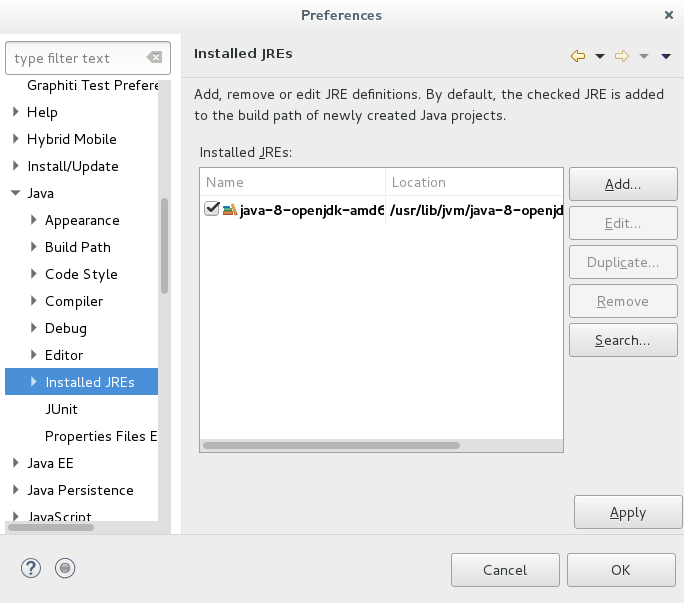 Preferences
type filter text
Graphiti Test Prefere
Help
Hybrid Mobile
Install/Update
Java
Appearance
Build Path
Code Style
Compiler
Debug
Editor
Installed JREs
JUnit
Properties Files E
Java EE
Java Persistence
JavaScript
Installed JREs
Add, remove or edit JRE definitions. By default, the checked JRE is added
to the build path of newly created Java projects.
Installed JREs:
Name Location
java-8-openjdk-amd6 /usr/lib/jvm/java-8-openjd
Add...
Edit...
Duplicate...
Remove
Search...
Apply
Cancel OK